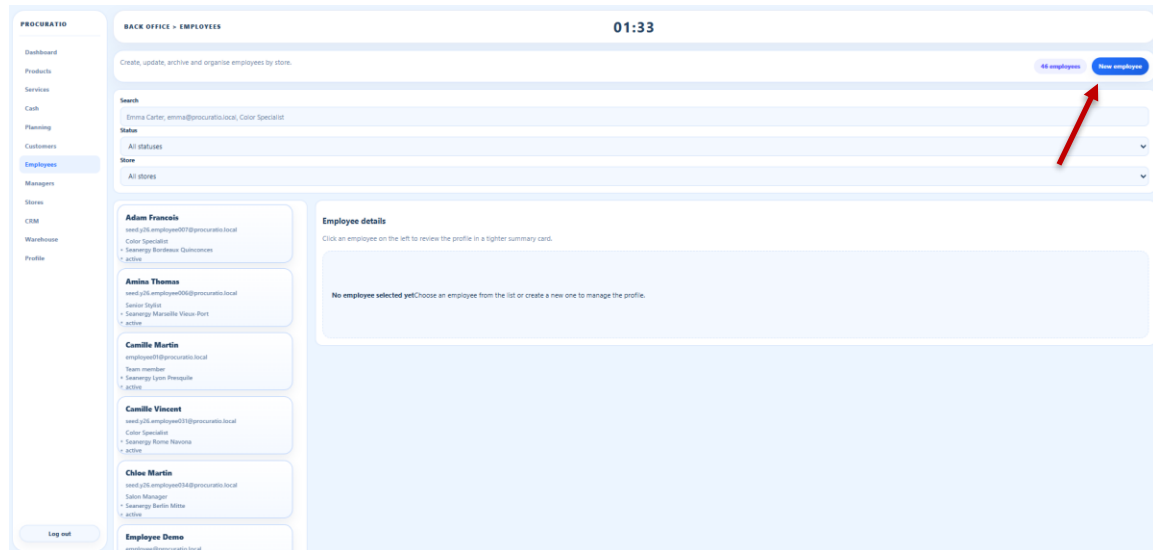 PROCURATIO
Dashboard
Products
Services
Cash
Planning
Customers
Employees
Managers
Stores
CRM
Warehouse
Profile
Log out
BACK OFFICE > EMPLOYEES
01:33
Create, update, archive and organise employees by store.
46 employees
New employee
Search
Emma Carter, emma@procuratio.local, Color Specialist
Status
All statuses
Store
All stores
Adam Francois
seed.y26.employee007@procuratio.local
Color Specialist
Seanergy Bordeaux Quinconces
active
Amina Thomas
seed.y26.employee006@procuratio.local
Senior Stylist
Seanergy Marseille Vieux-Port
active
Camille Martin
employee01@procuratio.local
Team member
Seanergy Lyon Presquile
active
Camille Vincent
seed.y26.employee031@procuratio.local
Color Specialist
Seanergy Rome Navona
active
Chloe Martin
seed.y26.employee034@procuratio.local
Salon Manager
Seanergy Berlin Mitte
active
Employee Demo
employee@procuratio.local
Employee details
Click an employee on the left to review the profile in a tighter summary card.
No employee selected yetChoose an employee from the list or create a new one to manage the profile.